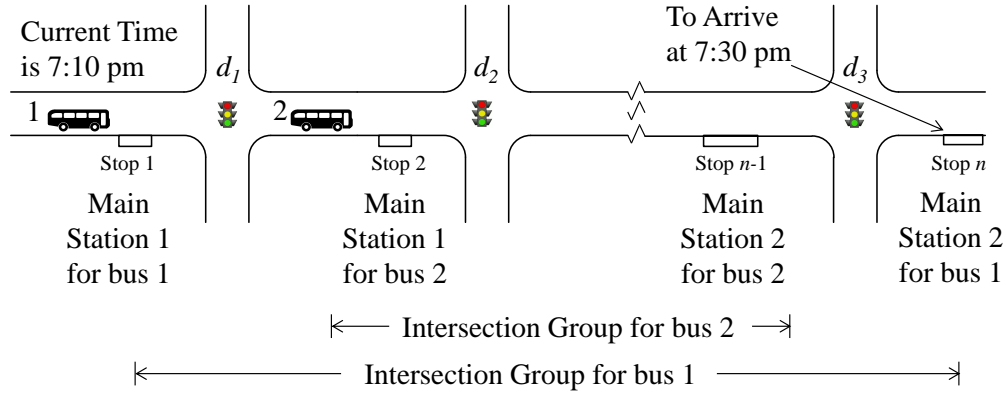 Current Time
is 7:10 pm
To Arrive
at 7:30 pm
d1
d2
d3
1
2
Stop 1
Stop 2
Stop n-1
Stop n
Main
Station 1
for bus 1
Main
Station 1
for bus 2
Main
Station 2
for bus 2
Main
Station 2
for bus 1
Intersection Group for bus 2
Intersection Group for bus 1